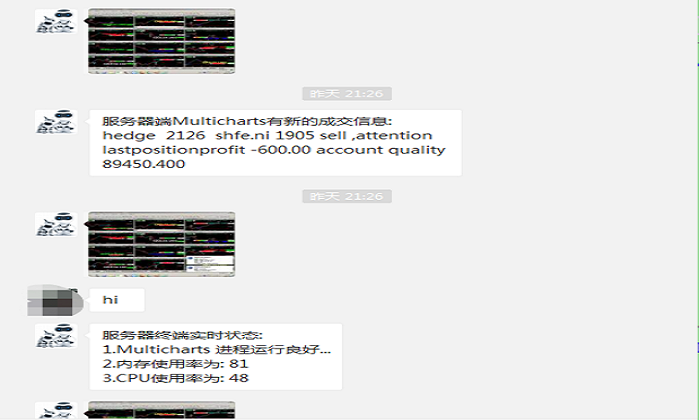 昨天 21:26
服务器端Multicharts有新的成交信息:
hedge 2126 shfe.ni 1905 sell ,attention
lastpositionprofit -600.00 account quality
89450.400
昨天 21:26
hi
服务器终端实时状态:
1.Multicharts 进程运行良好...
2.内存使用率为: 81
3.CPU使用率为: 48